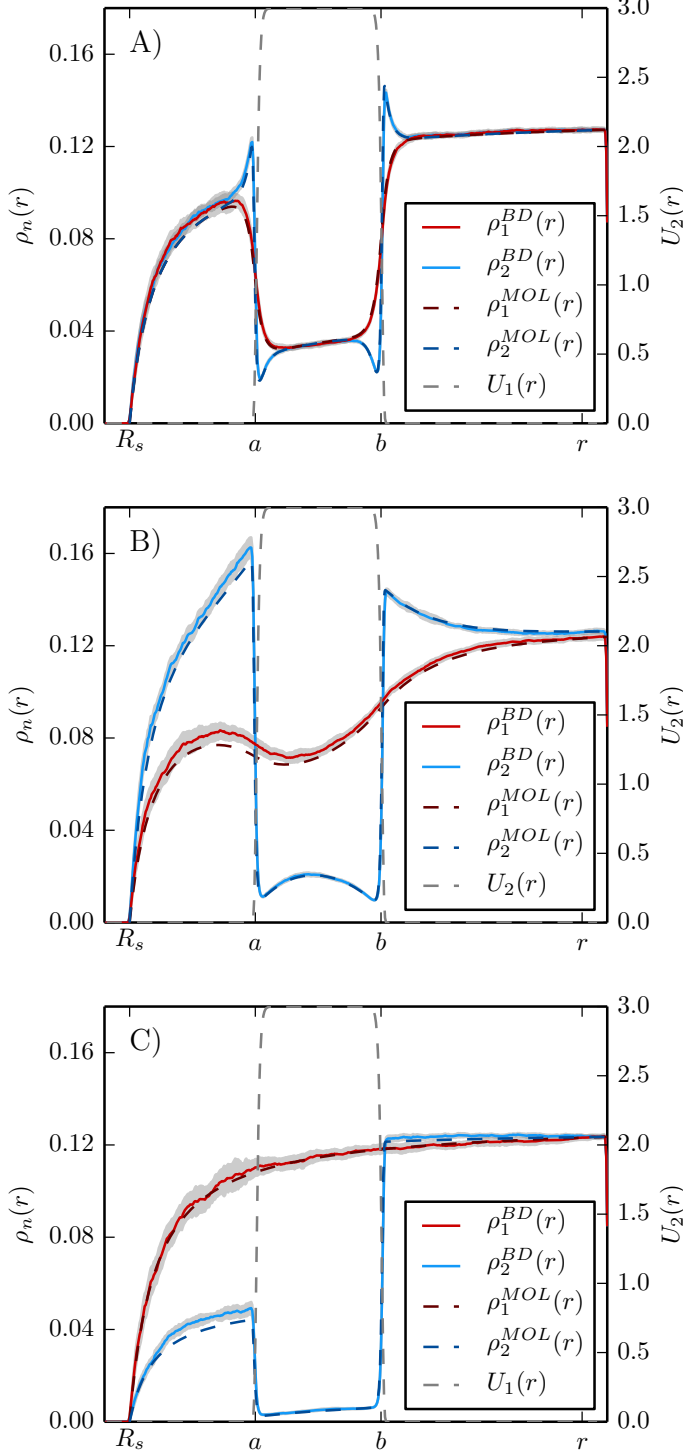 A)
0.16
0.12
0.08
0.04
0.00
ρₙ(r)
3.0
2.5
2.0
1.5
1.0
0.5
0.0
U₂(r)
ρ₁ᴮᴰ(r)
ρ₂ᴮᴰ(r)
ρ₁ᴹᴼᴸ(r)
ρ₂ᴹᴼᴸ(r)
U₁(r)
Rₛ a b r
B)
0.16
0.12
0.08
0.04
0.00
ρₙ(r)
3.0
2.5
2.0
1.5
1.0
0.5
0.0
U₂(r)
ρ₁ᴮᴰ(r)
ρ₂ᴮᴰ(r)
ρ₁ᴹᴼᴸ(r)
ρ₂ᴹᴼᴸ(r)
U₂(r)
Rₛ a b r
C)
0.16
0.12
0.08
0.04
0.00
ρₙ(r)
3.0
2.5
2.0
1.5
1.0
0.5
0.0
U₂(r)
ρ₁ᴮᴰ(r)
ρ₂ᴮᴰ(r)
ρ₁ᴹᴼᴸ(r)
ρ₂ᴹᴼᴸ(r)
U₁(r)
Rₛ a b r